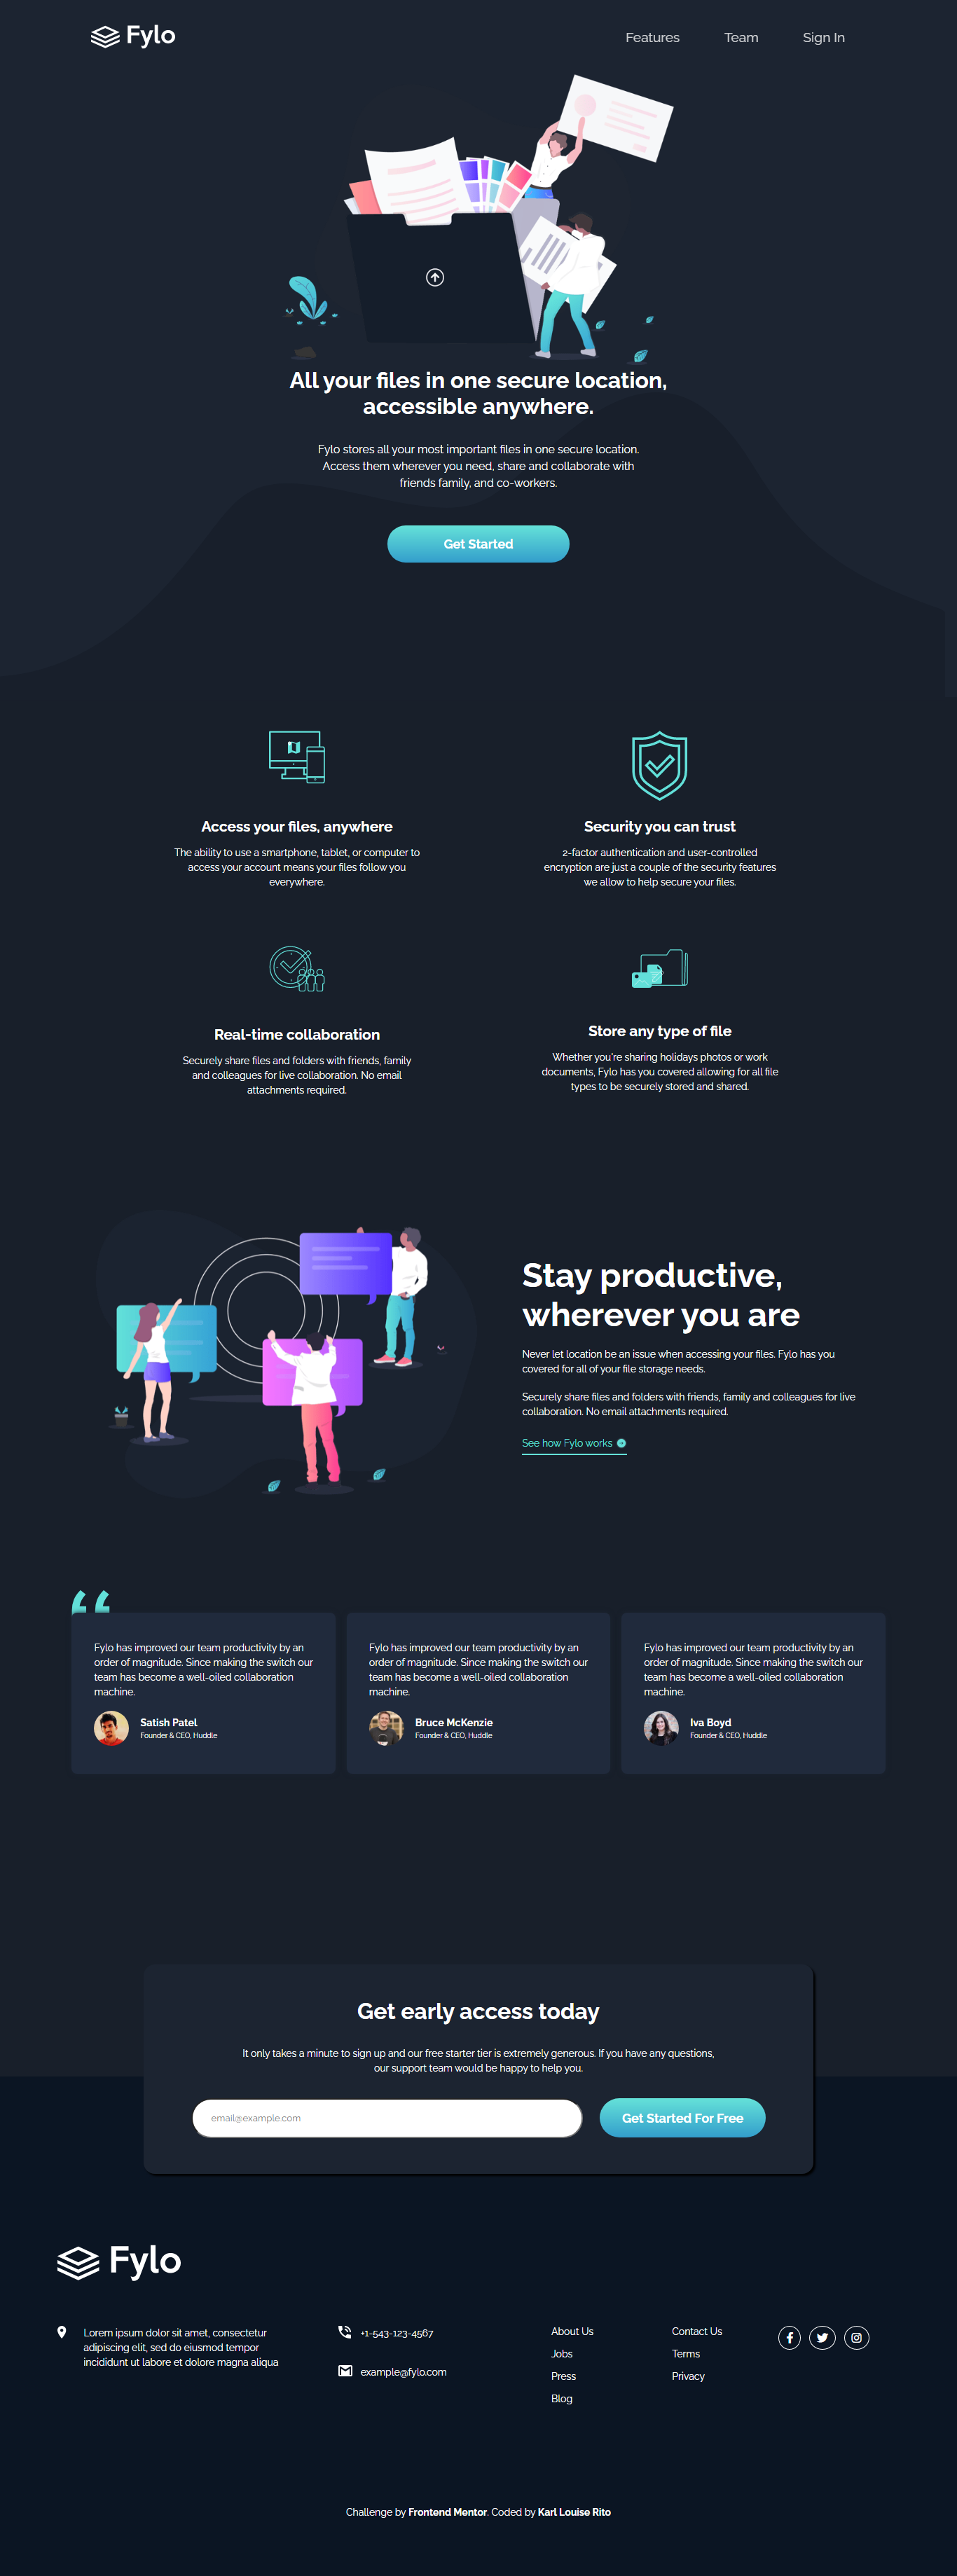 Fylo
Features
Team
Sign In
All your files in one secure location,
accessible anywhere.
Fylo stores all your most important files in one secure location.
Access them wherever you need, share and collaborate with
friends family, and co-workers.
Get Started
Access your files, anywhere
The ability to use a smartphone, tablet, or computer to
access your account means your files follow you
everywhere.
Security you can trust
2-factor authentication and user-controlled
encryption are just a couple of the security features
we allow to help secure your files.
Real-time collaboration
Securely share files and folders with friends, family
and colleagues for live collaboration. No email
attachments required.
Store any type of file
Whether you're sharing holidays photos or work
documents, Fylo has you covered allowing for all file
types to be securely stored and shared.
Stay productive,
wherever you are
Never let location be an issue when accessing your files. Fylo has you
covered for all of your file storage needs.
Securely share files and folders with friends, family and colleagues for live
collaboration. No email attachments required.
See how Fylo works
Fylo has improved our team productivity by an
order of magnitude. Since making the switch our
team has become a well-oiled collaboration
machine.
Satish Patel
Founder & CEO, Huddle
Fylo has improved our team productivity by an
order of magnitude. Since making the switch our
team has become a well-oiled collaboration
machine.
Bruce McKenzie
Founder & CEO, Huddle
Fylo has improved our team productivity by an
order of magnitude. Since making the switch our
team has become a well-oiled collaboration
machine.
Iva Boyd
Founder & CEO, Huddle
Get early access today
It only takes a minute to sign up and our free starter tier is extremely generous. If you have any questions,
our support team would be happy to help you.
email@example.com
Get Started For Free
Fylo
Lorem ipsum dolor sit amet, consectetur
adipiscing elit, sed do eiusmod tempor
incididunt ut labore et dolore magna aliqua
+1-543-123-4567
example@fylo.com
About Us
Jobs
Press
Blog
Contact Us
Terms
Privacy
Challenge by Frontend Mentor. Coded by Karl Louise Rito